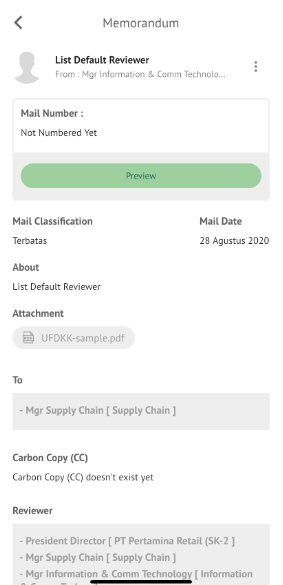 Memorandum
List Default Reviewer
From : Mgr Information & Comm Technolo...
Mail Number :
Not Numbered Yet
Preview
Mail Classification
Mail Date
Terbatas
28 Agustus 2020
About
List Default Reviewer
Attachment
UFDKK-sample.pdf
To
- Mgr Supply Chain [ Supply Chain ]
Carbon Copy (CC)
Carbon Copy (CC) doesn't exist yet
Reviewer
- President Director [ PT Pertamina Retail (SK-2 ]
- Mgr Supply Chain [ Supply Chain ]
- Mgr Information & Comm Technology [ Information